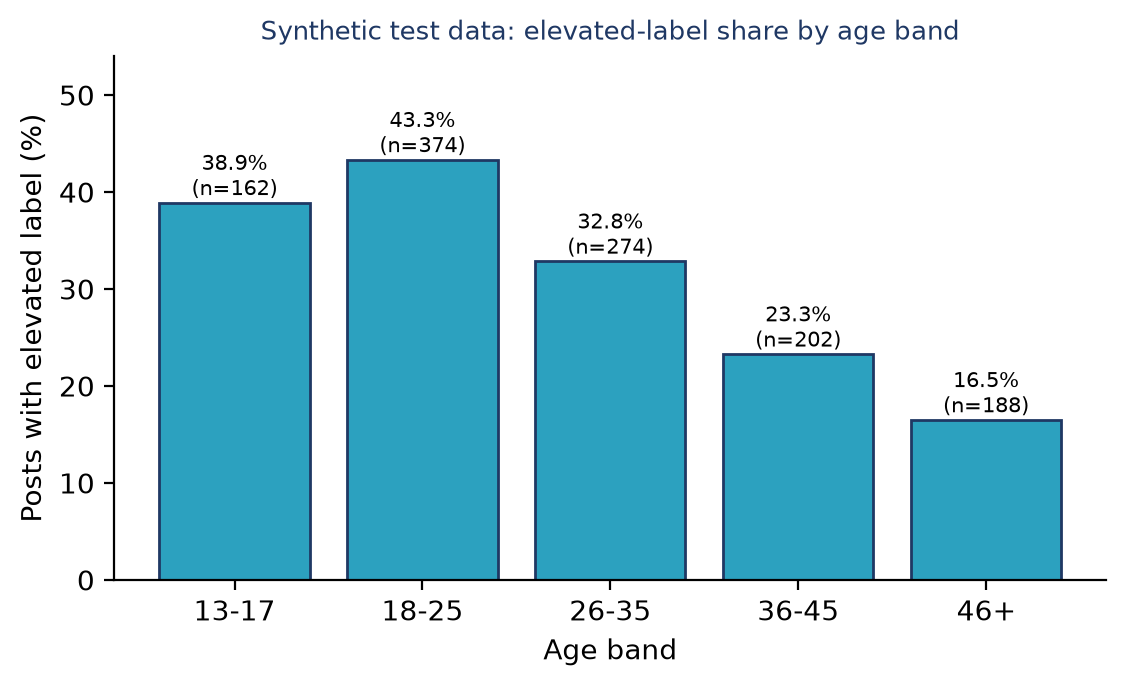 Synthetic test data: elevated-label share by age band
Posts with elevated label (%)
50
40
30
20
10
0
38.9%
(n=162)
43.3%
(n=374)
32.8%
(n=274)
23.3%
(n=202)
16.5%
(n=188)
13-17
18-25
26-35
36-45
46+
Age band